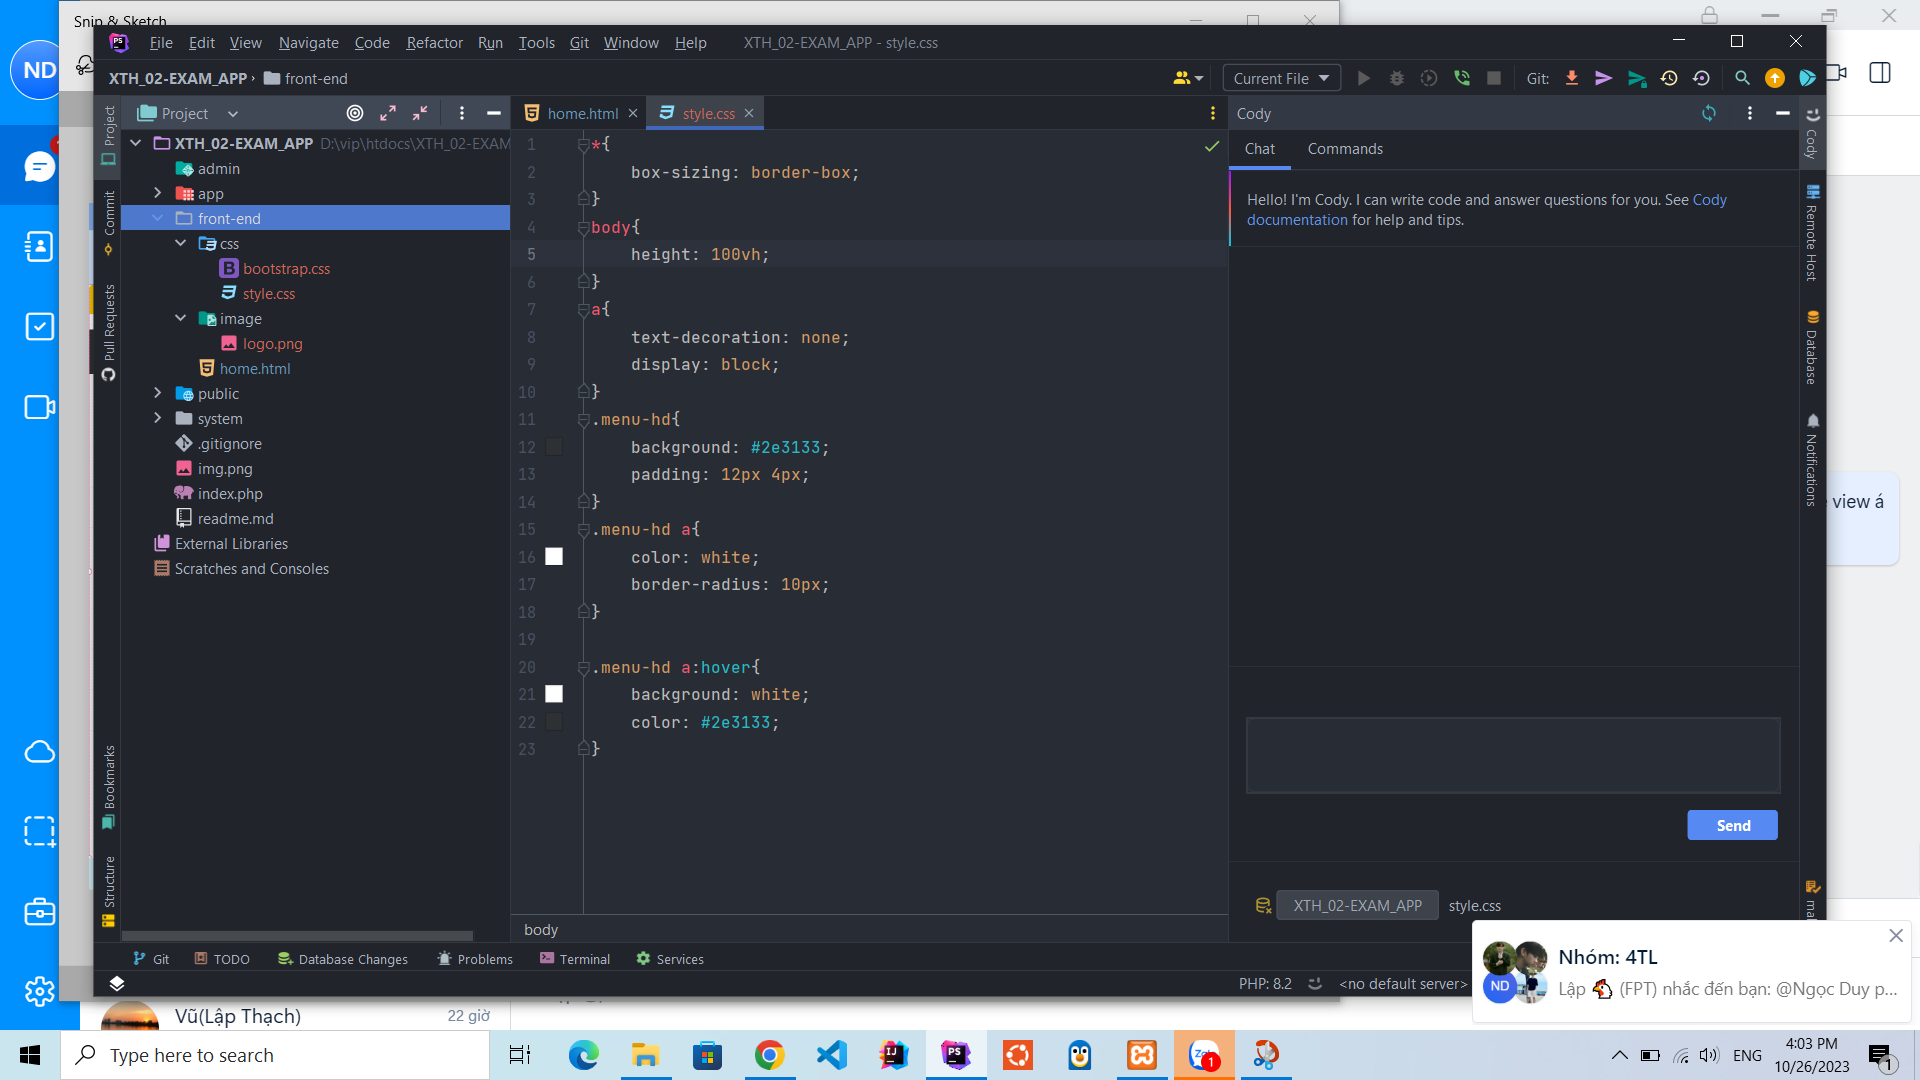 Snip & Sketch
ND
File Edit View Navigate Code Refactor Run Tools Git Window Help
XTH_02-EXAM_APP - style.css
XTH_02-EXAM_APP
front-end
Current File
Git:
Project
Commit
Pull Requests
Bookmarks
Structure
Project
XTH_02-EXAM_APP D:\vip\htdocs\XTH_02-EXAM
admin
app
front-end
css
bootstrap.css
style.css
image
logo.png
home.html
public
system
.gitignore
img.png
index.php
readme.md
External Libraries
Scratches and Consoles
home.html
style.css
1 *{
2 box-sizing: border-box;
3 }
4 body{
5 height: 100vh;
6 }
7 a{
8 text-decoration: none;
9 display: block;
10 }
11 .menu-hd{
12 background: #2e3133;
13 padding: 12px 4px;
14 }
15 .menu-hd a{
16 color: white;
17 border-radius: 10px;
18 }
19
20 .menu-hd a:hover{
21 background: white;
22 color: #2e3133;
23 }
body
Cody
Chat Commands
Hello! I'm Cody. I can write code and answer questions for you. See Cody
documentation for help and tips.
Send
XTH_02-EXAM_APP
style.css
Cody
Remote Host
Database
Notifications
view á
Git TODO Database Changes Problems Terminal Services
PHP: 8.2
<no default server>
Nhóm: 4TL
ND
Lập (FPT) nhắc đến bạn: @Ngọc Duy p...
Vũ(Lập Thạch)
22 giờ
Type here to search
1
ENG
4:03 PM
10/26/2023
1